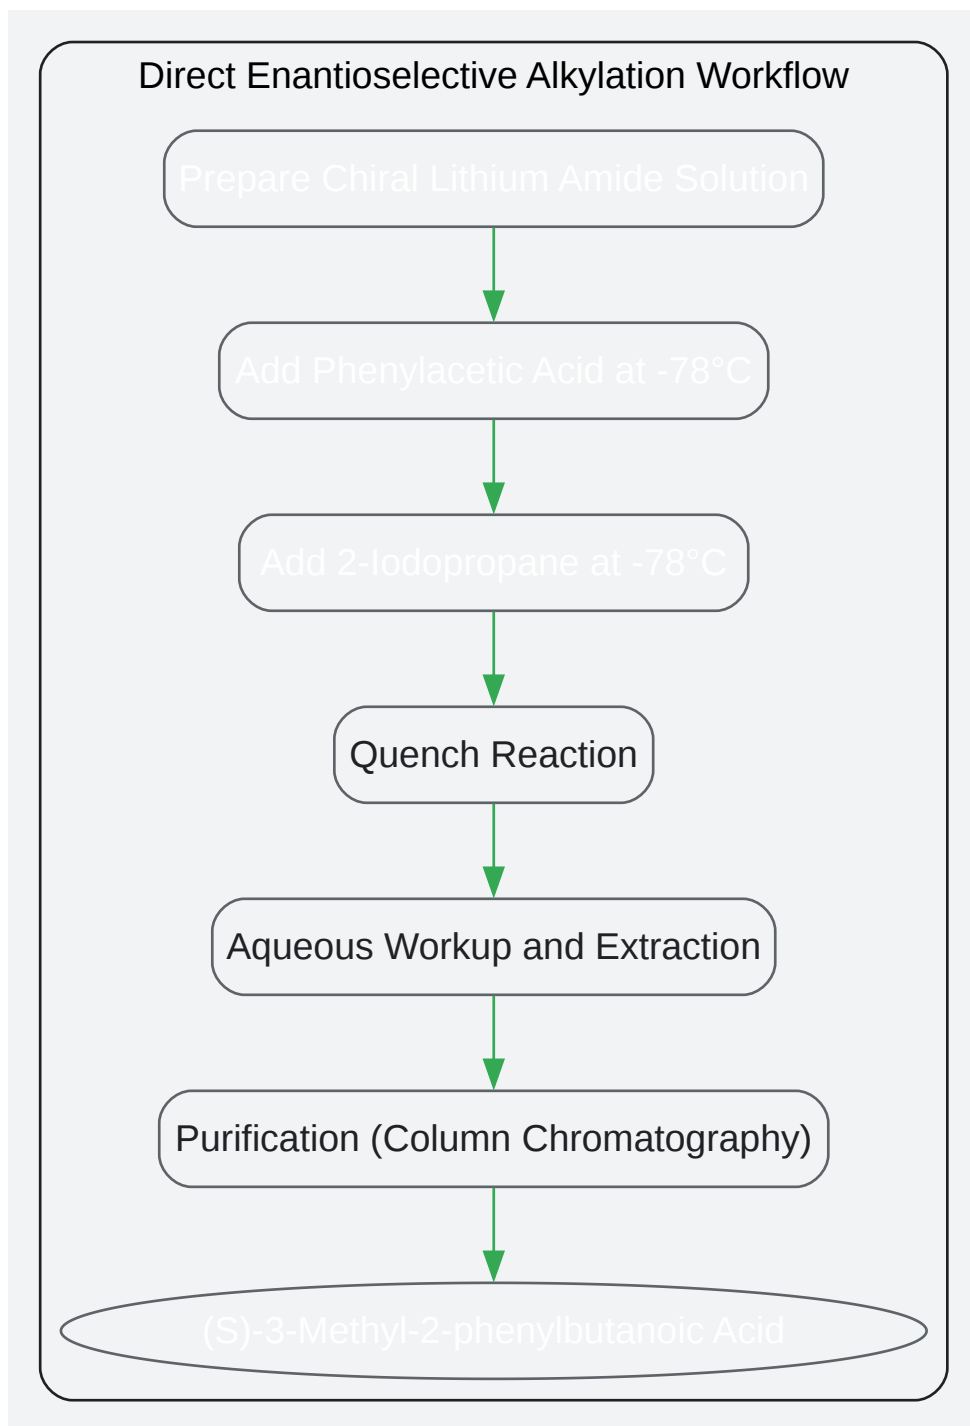 Direct Enantioselective Alkylation Workflow
Prepare Chiral Lithium Amide Solution
Add Phenylacetic Acid at -78°C
Add 2-Iodopropane at -78°C
Quench Reaction
Aqueous Workup and Extraction
Purification (Column Chromatography)
(S)-3-Methyl-2-phenylbutanoic Acid